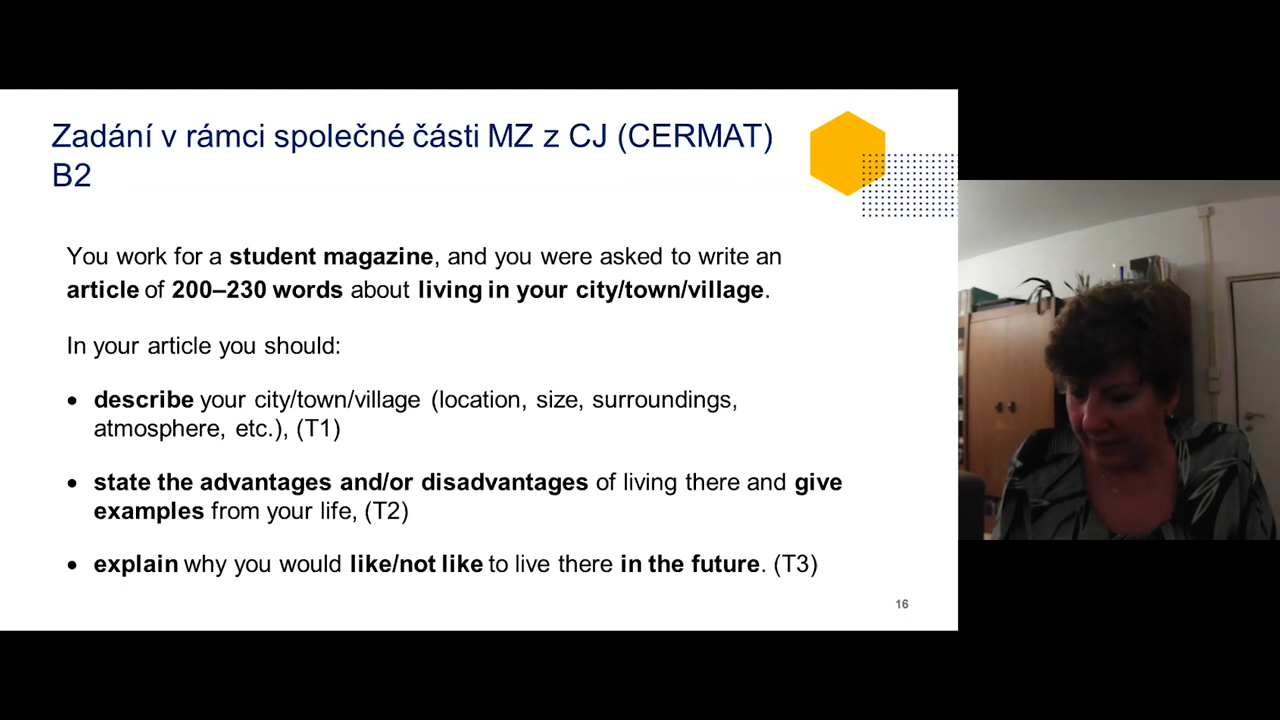 Zadání v rámci společné části MZ z CJ (CERMAT)
B2
You work for a student magazine, and you were asked to write an
article of 200–230 words about living in your city/town/village.
In your article you should:
• describe your city/town/village (location, size, surroundings,
atmosphere, etc.), (T1)
• state the advantages and/or disadvantages of living there and give
examples from your life, (T2)
• explain why you would like/not like to live there in the future. (T3)
16